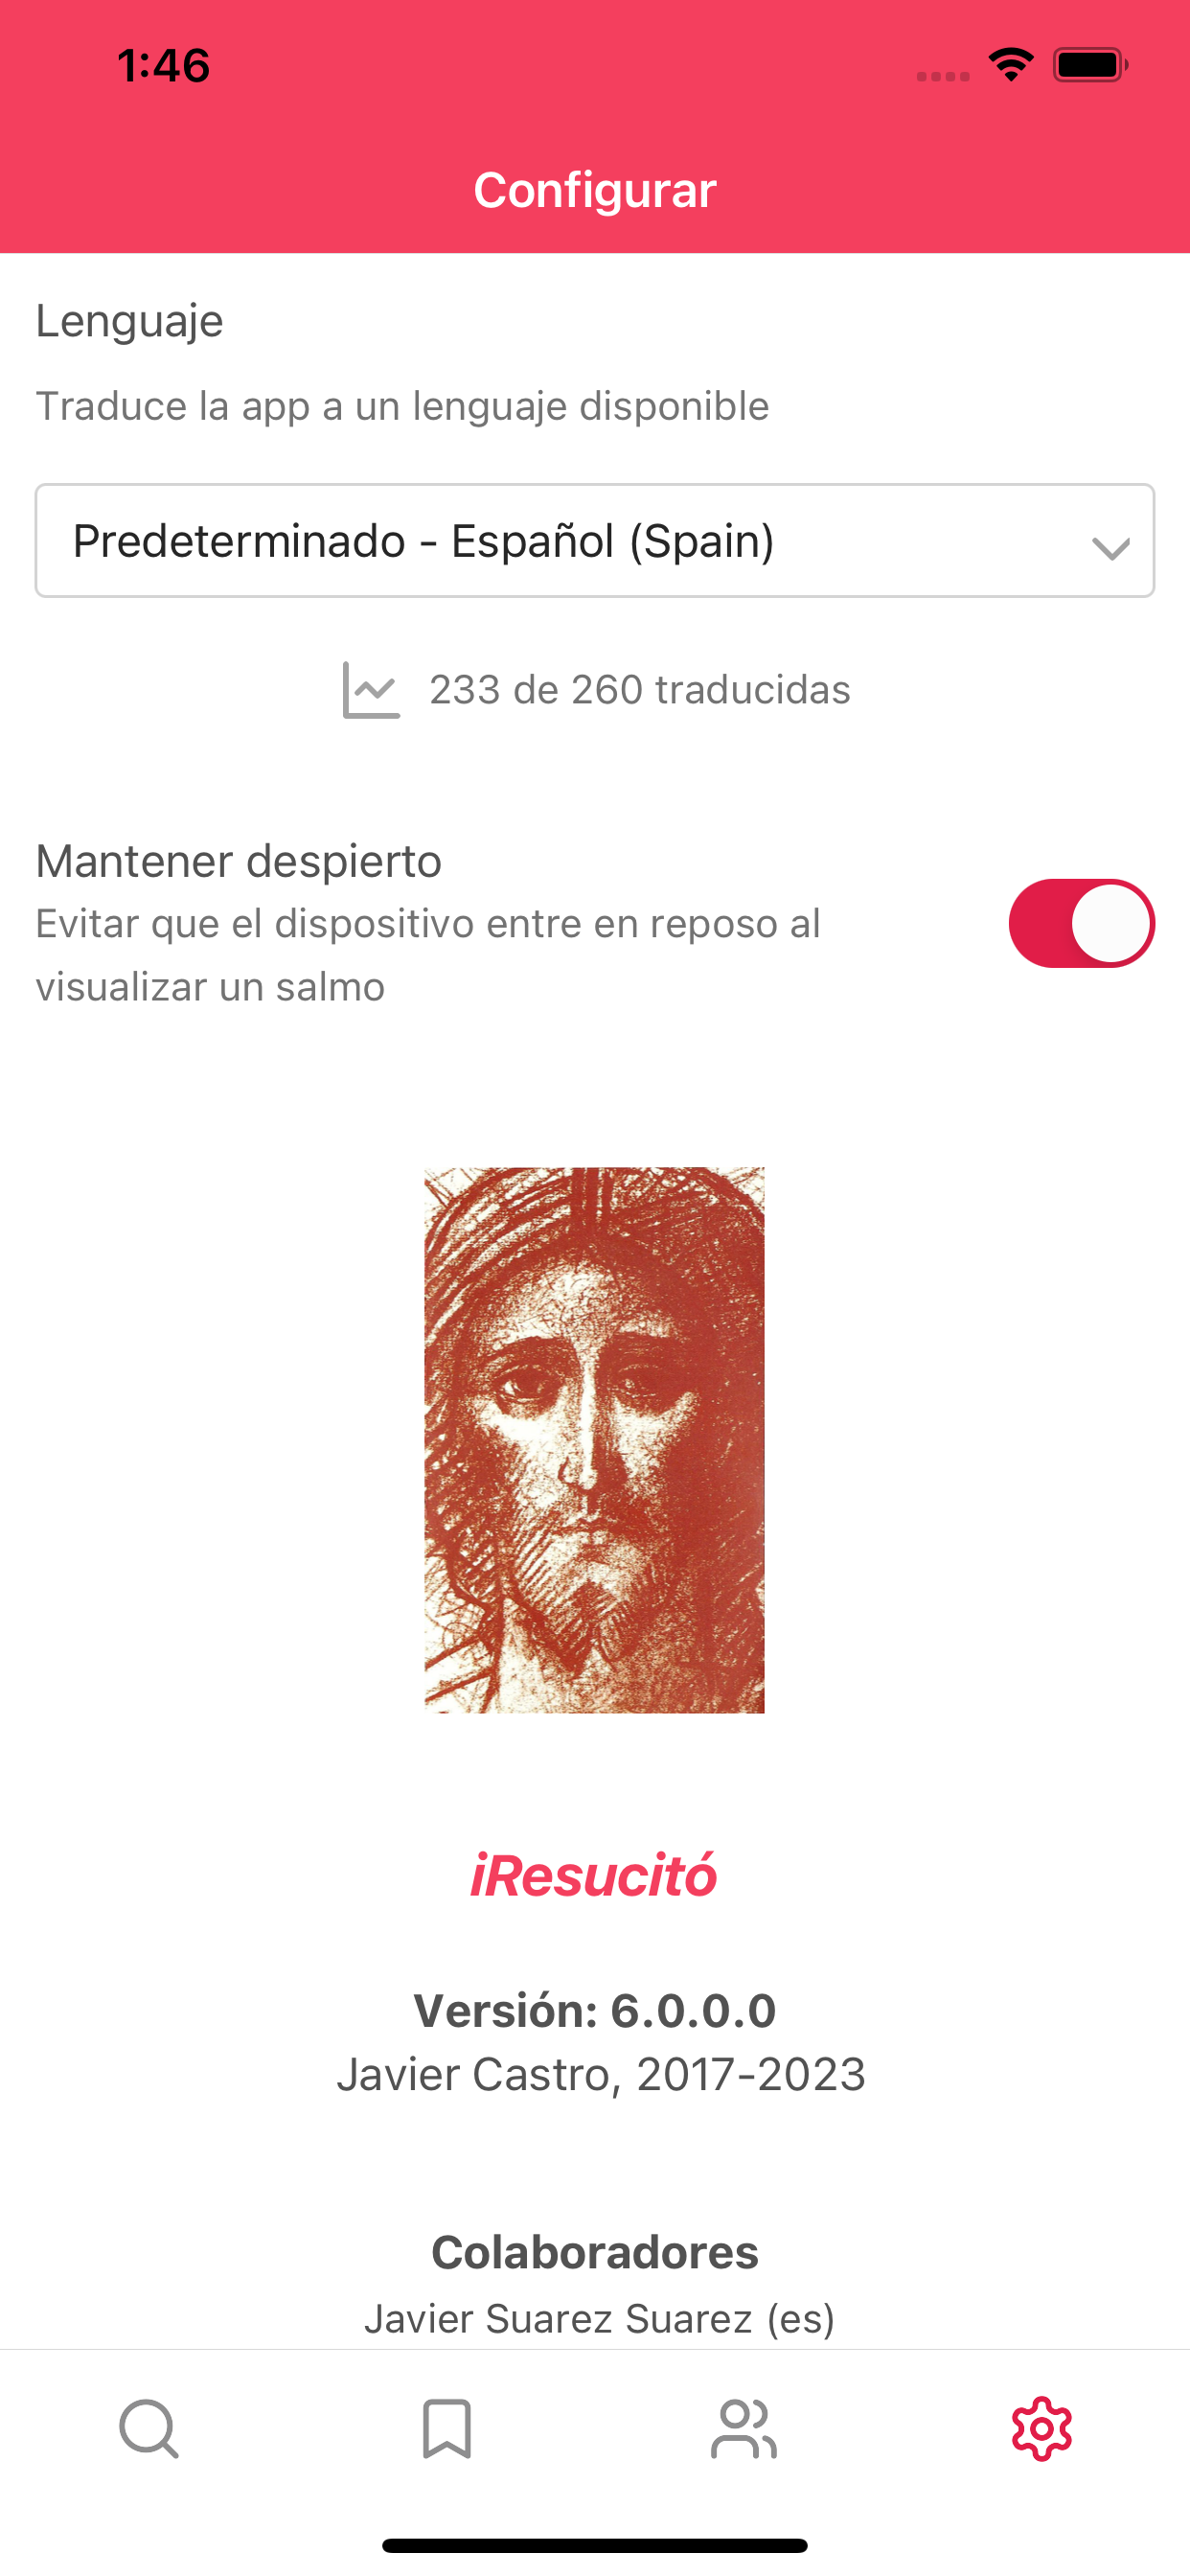 1:46
Configurar
Lenguaje
Traduce la app a un lenguaje disponible
Predeterminado - Español (Spain)
233 de 260 traducidas
Mantener despierto
Evitar que el dispositivo entre en reposo al
visualizar un salmo
iResucitó
Versión: 6.0.0.0
Javier Castro, 2017-2023
Colaboradores
Javier Suarez Suarez (es)